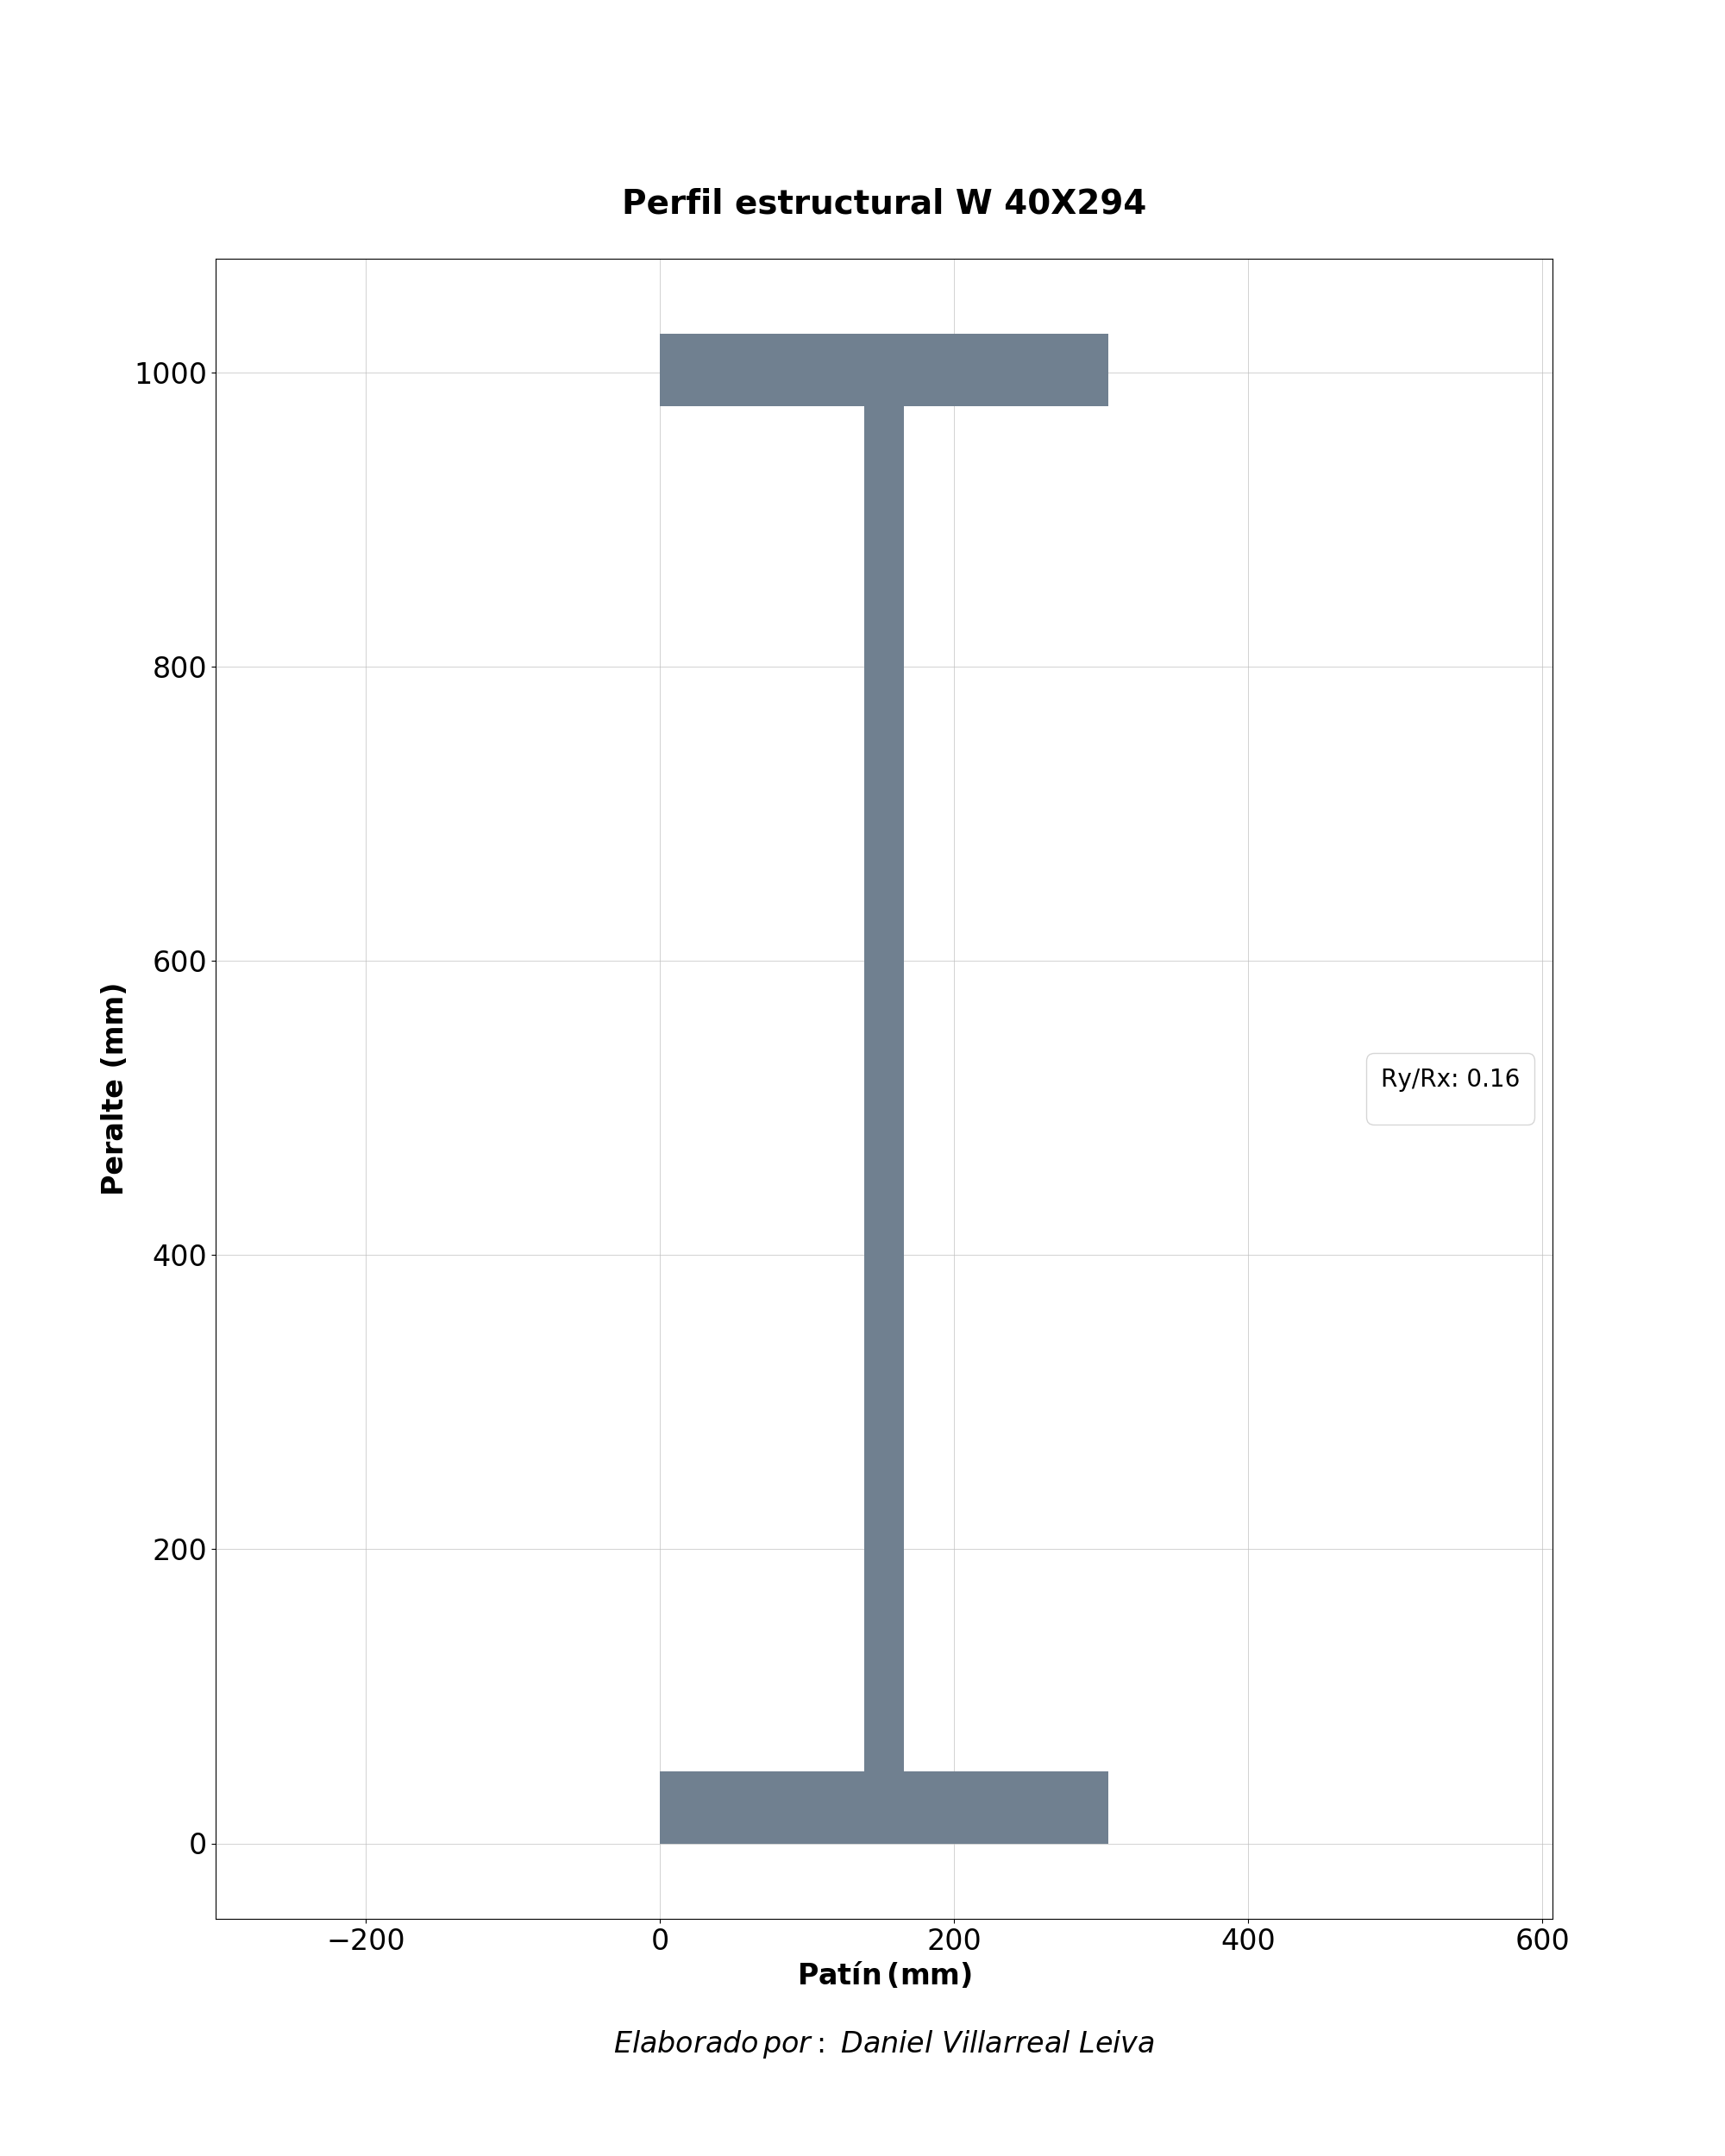 Perfil estructural W 40X294
1000
800
600
400
200
0
Peralte (mm)
Ry/Rx: 0.16
−200 0 200 400 600
Patín (mm)
Elaborado por: Daniel Villarreal Leiva